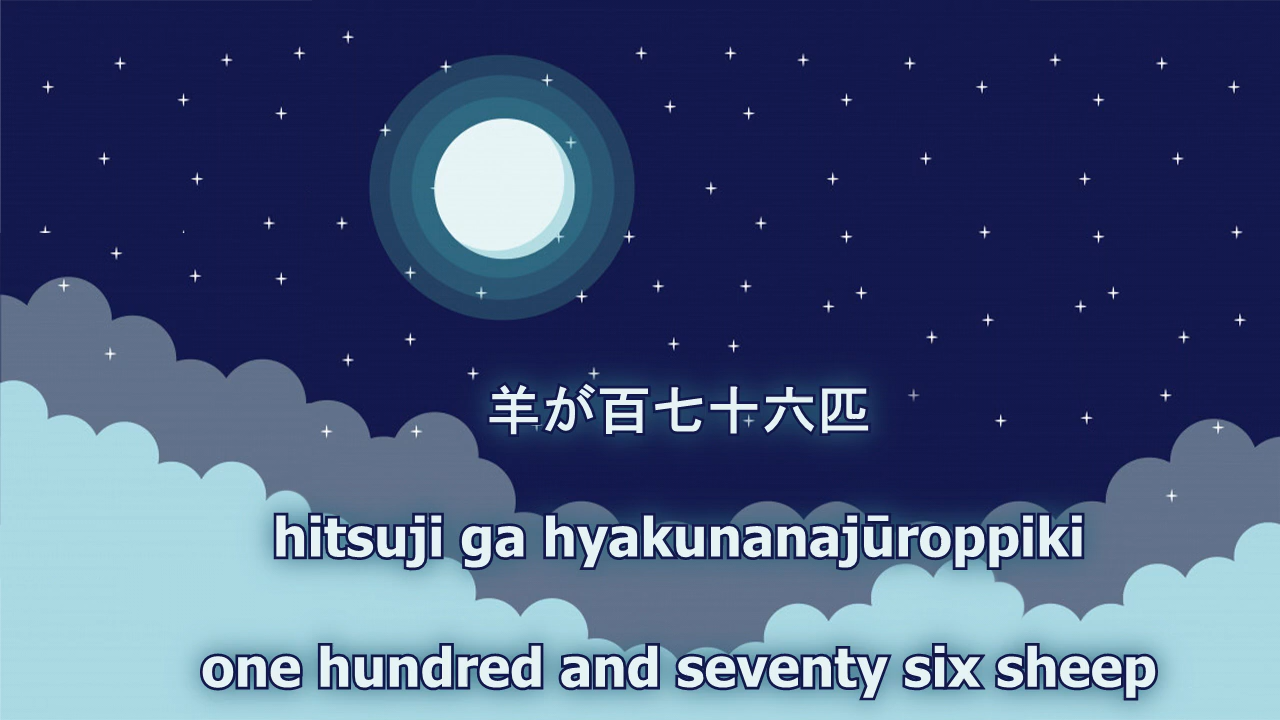 羊が百七十六匹
hitsuji ga hyakunanajūroppiki
one hundred and seventy six sheep